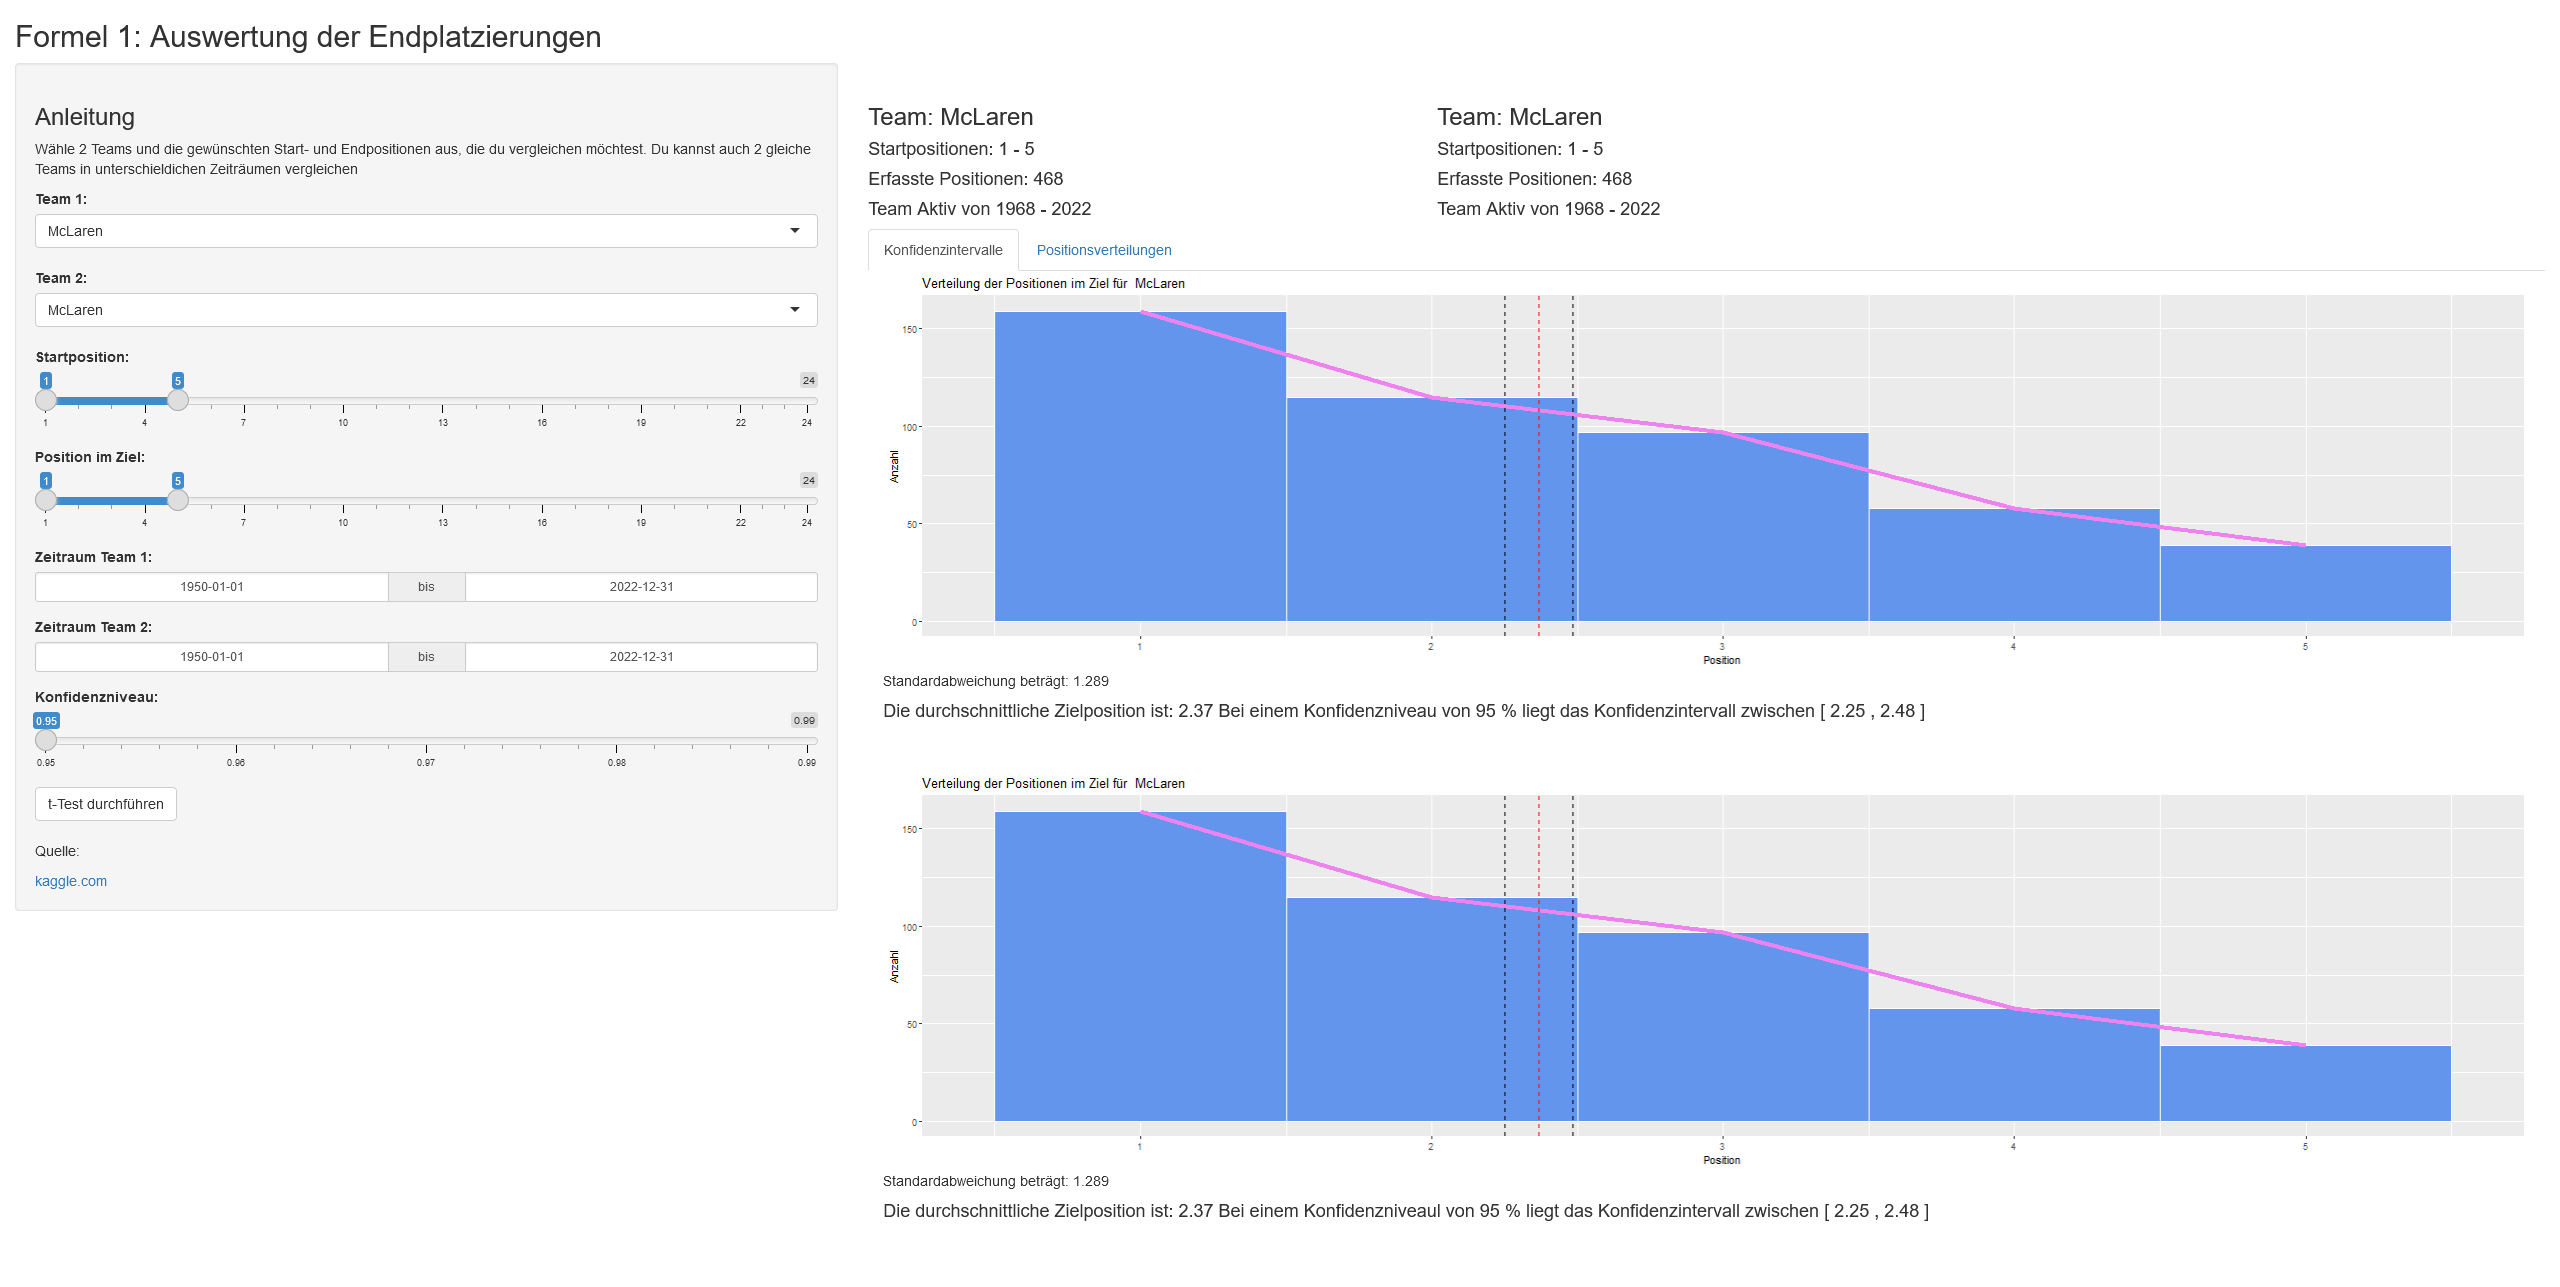 Formel 1: Auswertung der Endplatzierungen
Anleitung
Wähle 2 Teams und die gewünschten Start- und Endpositionen aus, die du vergleichen möchtest. Du kannst auch 2 gleiche
Teams in unterschieldichen Zeiträumen vergleichen
Team 1:
McLaren
Team 2:
McLaren
Startposition:
1 5 24
1 4 7 10 13 16 19 22 24
Position im Ziel:
1 5 24
1 4 7 10 13 16 19 22 24
Zeitraum Team 1:
1950-01-01 bis 2022-12-31
Zeitraum Team 2:
1950-01-01 bis 2022-12-31
Konfidenzniveau:
0.95 0.99
0.95 0.96 0.97 0.98 0.99
t-Test durchführen
Quelle:
kaggle.com
Team: McLaren
Startpositionen: 1 - 5
Erfasste Positionen: 468
Team Aktiv von 1968 - 2022
Team: McLaren
Startpositionen: 1 - 5
Erfasste Positionen: 468
Team Aktiv von 1968 - 2022
Konfidenzintervalle Positionsverteilungen
Verteilung der Positionen im Ziel für McLaren
150
100
50
0
Anzahl
1 2 3 4 5
Position
Standardabweichung beträgt: 1.289
Die durchschnittliche Zielposition ist: 2.37 Bei einem Konfidenzniveau von 95 % liegt das Konfidenzintervall zwischen [ 2.25 , 2.48 ]
Verteilung der Positionen im Ziel für McLaren
150
100
50
0
Anzahl
1 2 3 4 5
Position
Standardabweichung beträgt: 1.289
Die durchschnittliche Zielposition ist: 2.37 Bei einem Konfidenzniveaul von 95 % liegt das Konfidenzintervall zwischen [ 2.25 , 2.48 ]